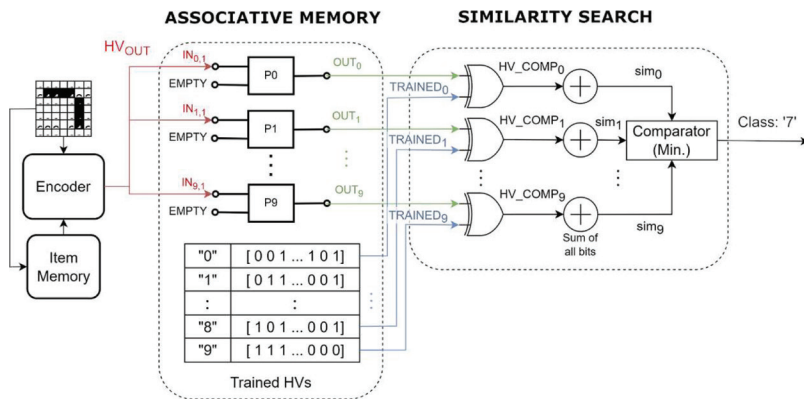 ASSOCIATIVE MEMORY
SIMILARITY SEARCH
HV_OUT
Encoder
Item
Memory
IN_0,1
EMPTY
P0
OUT_0
IN_1,1
EMPTY
P1
OUT_1
IN_9,1
EMPTY
P9
OUT_9
"0" [ 0 0 1 ... 1 0 1]
"1" [ 0 1 1 ... 0 0 1]
: :
"8" [ 1 0 1 ... 0 0 1]
"9" [ 1 1 1 ... 0 0 0]
Trained HVs
TRAINED_0
TRAINED_1
TRAINED_9
HV_COMP_0
HV_COMP_1
HV_COMP_9
sim_0
sim_1
sim_9
Sum of
all bits
Comparator
(Min.)
Class: '7'